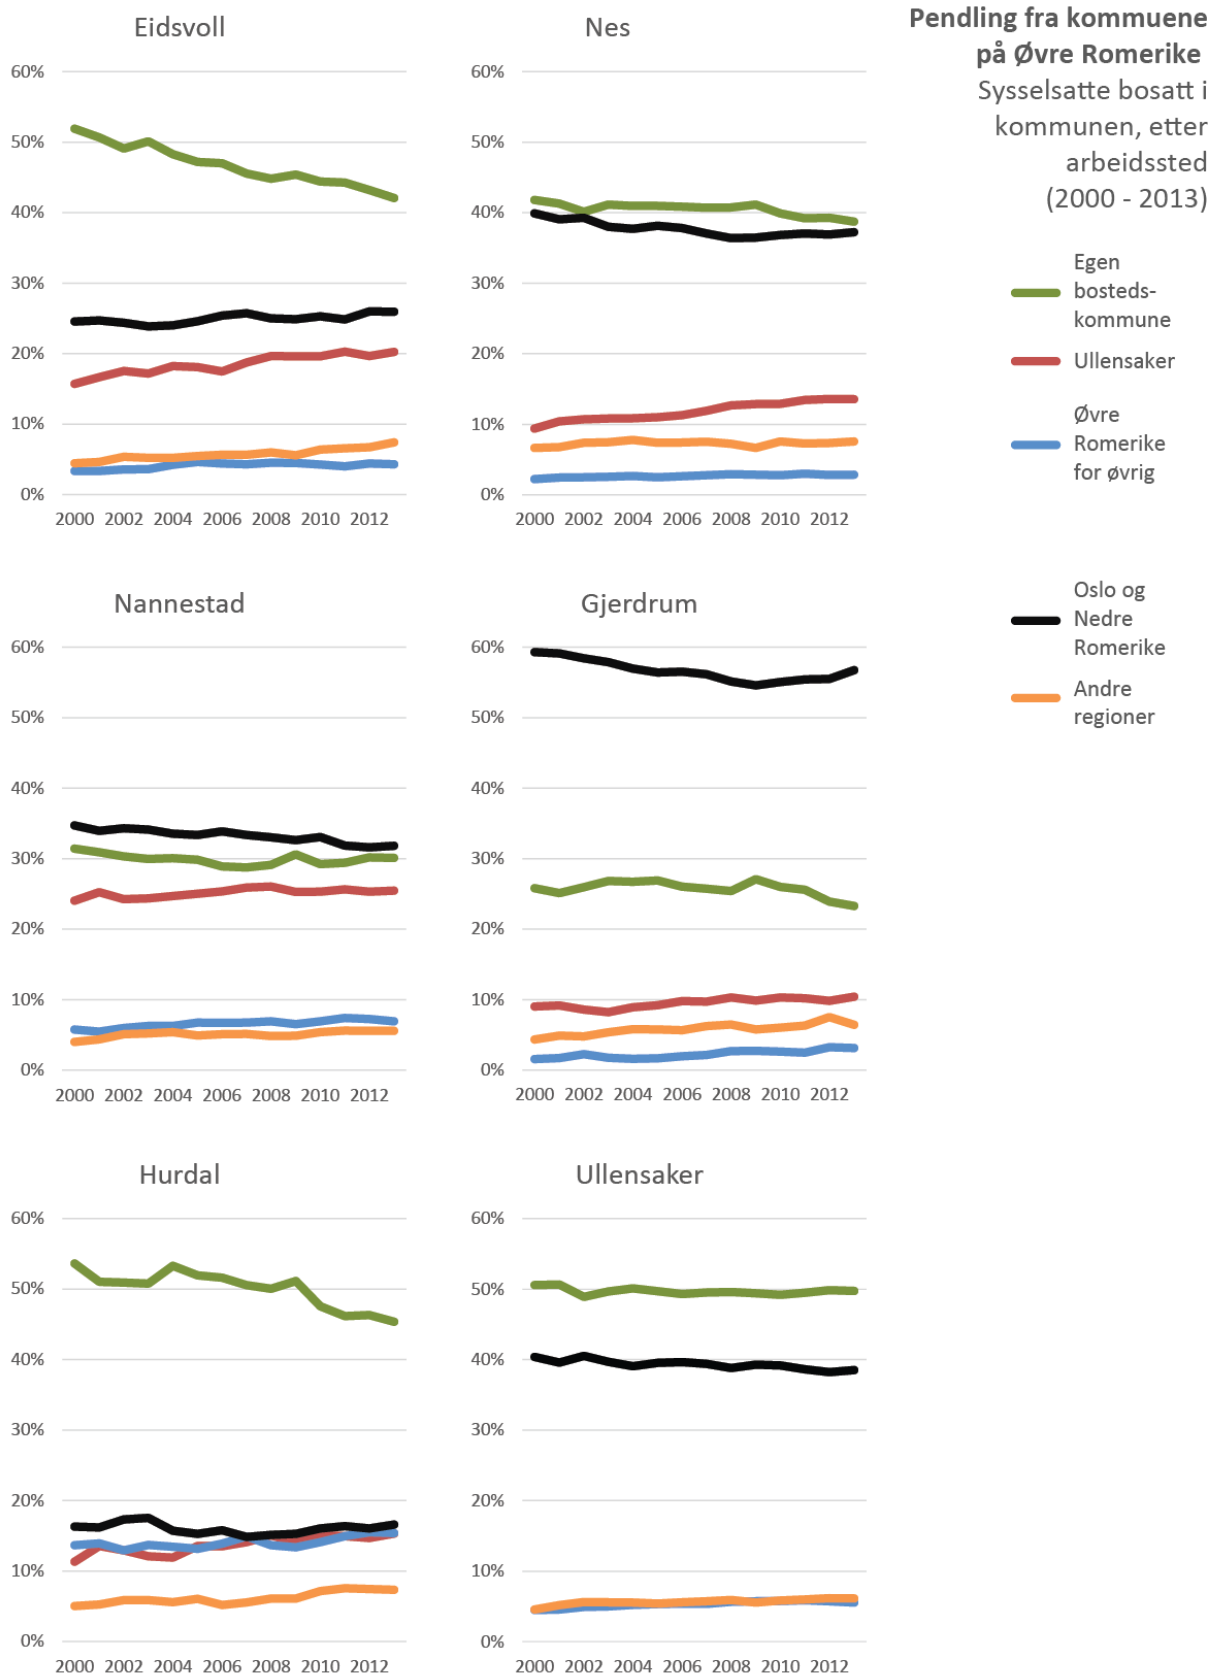 Eidsvoll
60%
50%
40%
30%
20%
10%
0%
2000 2002 2004 2006 2008 2010 2012
Nes
60%
50%
40%
30%
20%
10%
0%
2000 2002 2004 2006 2008 2010 2012
Pendling fra kommuene
på Øvre Romerike
Sysselsatte bosatt i
kommunen, etter
arbeidssted
(2000 - 2013)
Egen
bosteds-
kommune
Ullensaker
Øvre
Romerike
for øvrig
Oslo og
Nedre
Romerike
Andre
regioner
Nannestad
60%
50%
40%
30%
20%
10%
0%
2000 2002 2004 2006 2008 2010 2012
Gjerdrum
60%
50%
40%
30%
20%
10%
0%
2000 2002 2004 2006 2008 2010 2012
Hurdal
60%
50%
40%
30%
20%
10%
0%
2000 2002 2004 2006 2008 2010 2012
Ullensaker
60%
50%
40%
30%
20%
10%
0%
2000 2002 2004 2006 2008 2010 2012